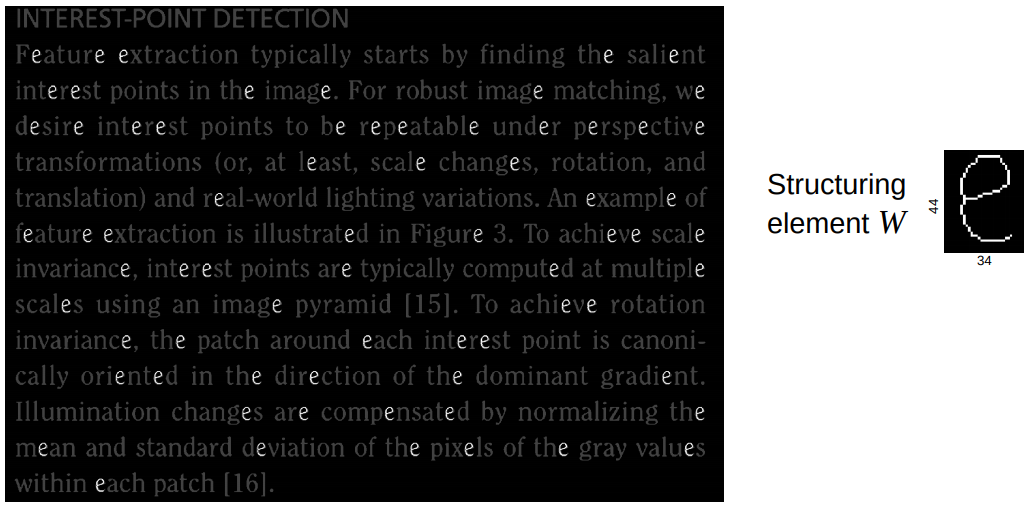 INTEREST-POINT DETECTION
Feature extraction typically starts by finding the salient
interest points in the image. For robust image matching, we
desire interest points to be repeatable under perspective
transformations (or, at least, scale changes, rotation, and
translation) and real-world lighting variations. An example of
feature extraction is illustrated in Figure 3. To achieve scale
invariance, interest points are typically computed at multiple
scales using an image pyramid [15]. To achieve rotation
invariance, the patch around each interest point is canoni-
cally oriented in the direction of the dominant gradient.
Illumination changes are compensated by normalizing the
mean and standard deviation of the pixels of the gray values
within each patch [16].
Structuring
element W
44
e
34